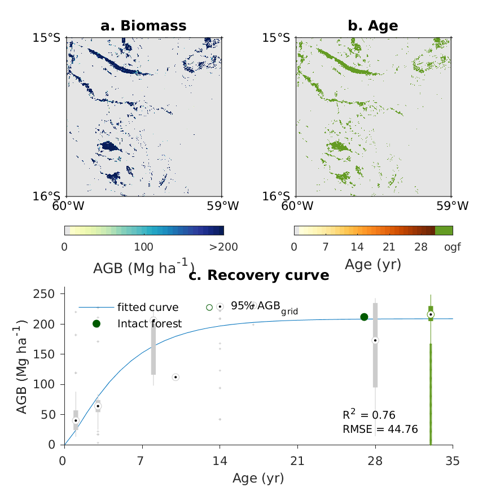 a. Biomass
b. Age
15°S
16°S
60°W
59°W
15°S
16°S
60°W
59°W
0
100
>200
AGB (Mg ha-1)
0
7
14
21
28
ogf
Age (yr)
c. Recovery curve
AGB (Mg ha-1)
250
200
150
100
50
0
fitted curve
95% AGBgrid
Intact forest
R2 = 0.76
RMSE = 44.76
0
7
14
21
28
35
Age (yr)